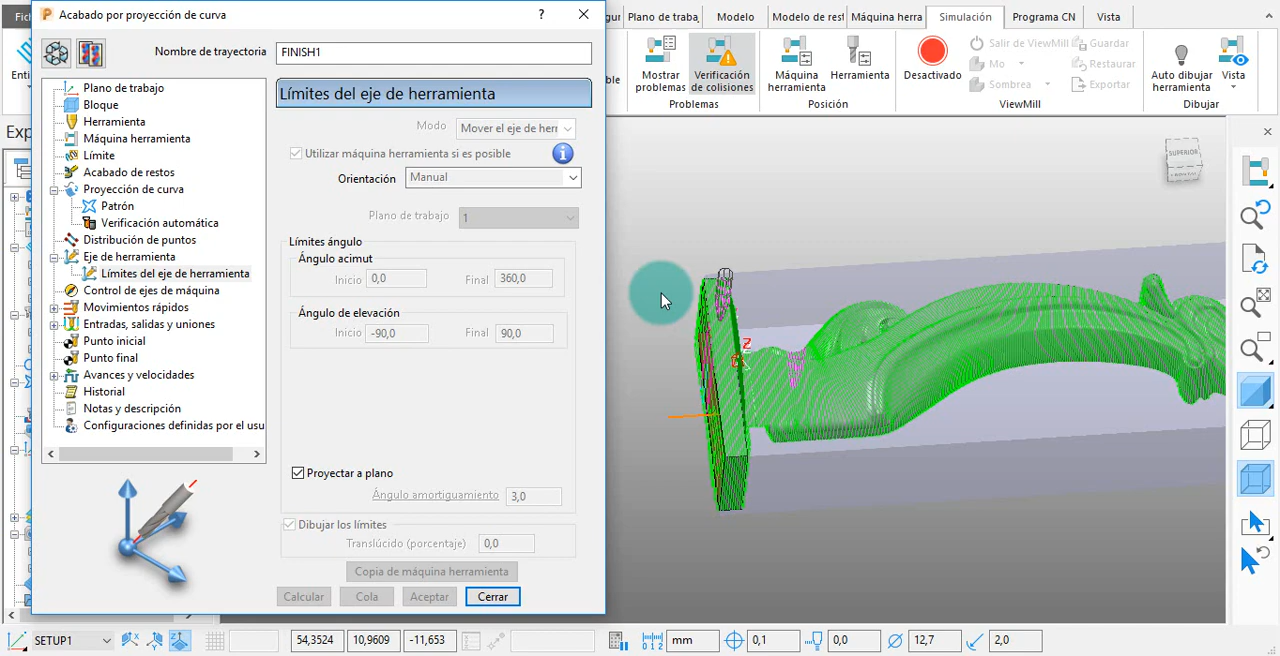 Acabado por proyección de curva
?
Plano de traba
Modelo
Modelo de rest
Máquina herra
Simulación
Programa CN
Vista
Nombre de trayectoria
FINISH1
Mostrar problemas
Verificación de colisiones
Problemas
Máquina herramienta
Herramienta
Posición
Desactivado
Salir de ViewMill
Mo
Sombra
Guardar
Restaurar
Exportar
ViewMill
Auto dibujar herramienta
Vista
Dibujar
Plano de trabajo
Bloque
Herramienta
Máquina herramienta
Límite
Acabado de restos
Proyección de curva
Patrón
Verificación automática
Distribución de puntos
Eje de herramienta
Límites del eje de herramienta
Control de ejes de máquina
Movimientos rápidos
Entradas, salidas y uniones
Punto inicial
Punto final
Avances y velocidades
Historial
Notas y descripción
Configuraciones definidas por el usu
Límites del eje de herramienta
Modo
Mover el eje de herr
Utilizar máquina herramienta si es posible
Orientación
Manual
Plano de trabajo
1
Límites ángulo
Ángulo acimut
Inicio
0,0
Final
360,0
Ángulo de elevación
Inicio
-90,0
Final
90,0
Proyectar a plano
Ángulo amortiguamiento
3,0
Dibujar los límites
Translúcido (porcentaje)
0,0
Copia de máquina herramienta
Calcular
Cola
Aceptar
Cerrar
SUPERIOR
Z
SETUP1
54,3524
10,9609
-11,653
mm
0,1
0,0
12,7
2,0